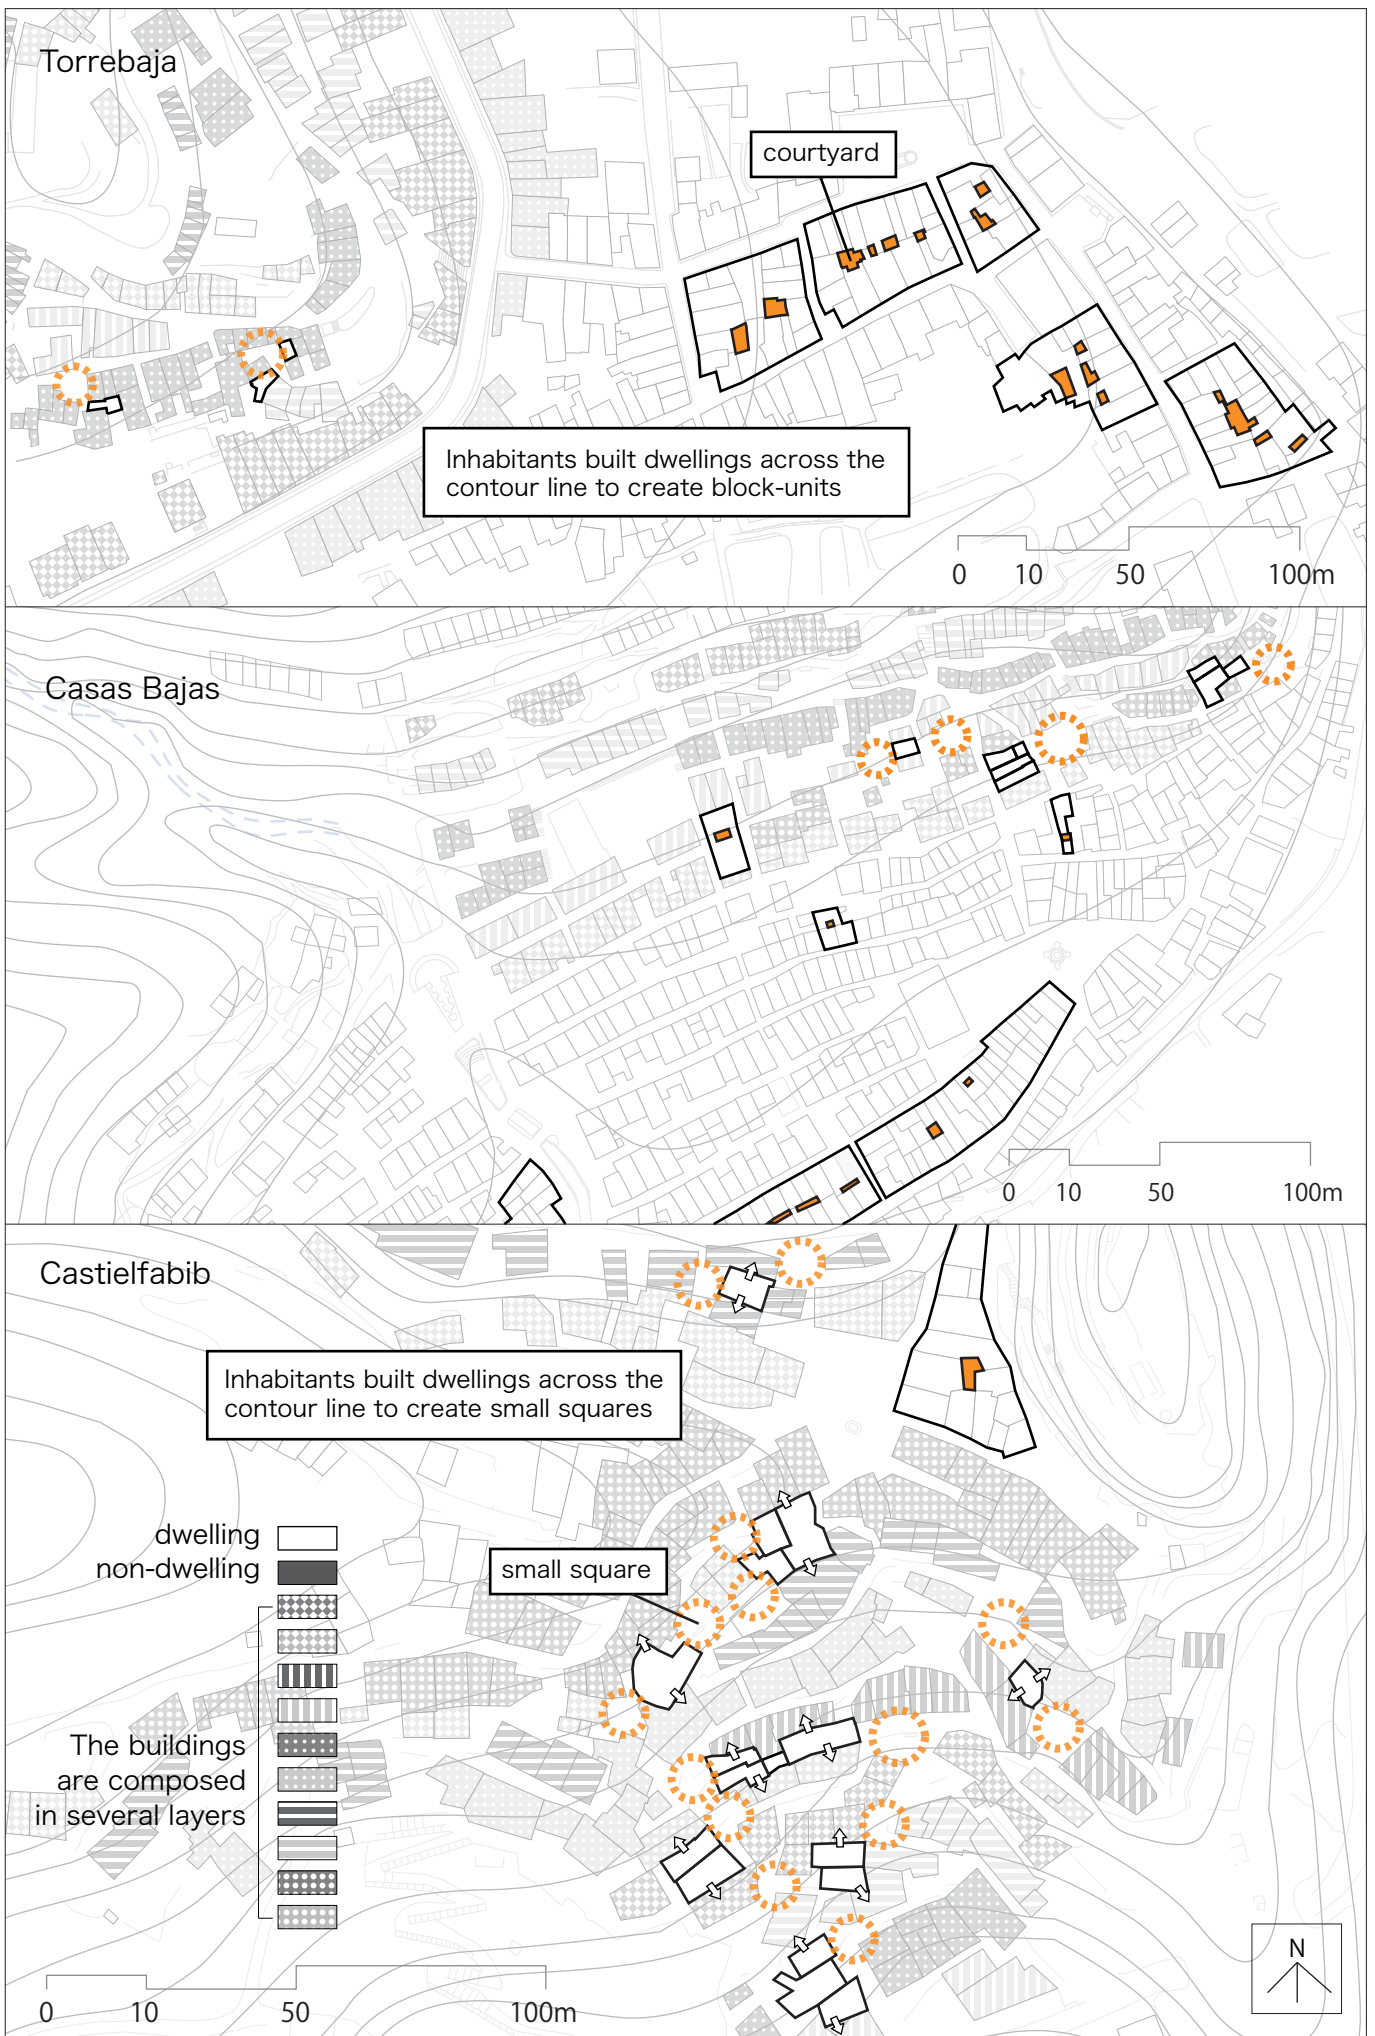 Torrebaja
courtyard
Inhabitants built dwellings across the
contour line to create block-units
0 10 50 100m
Casas Bajas
0 10 50 100m
Castielfabib
Inhabitants built dwellings across the
contour line to create small squares
dwelling
non-dwelling
small square
The buildings
are composed
in several layers
N
0 10 50 100m